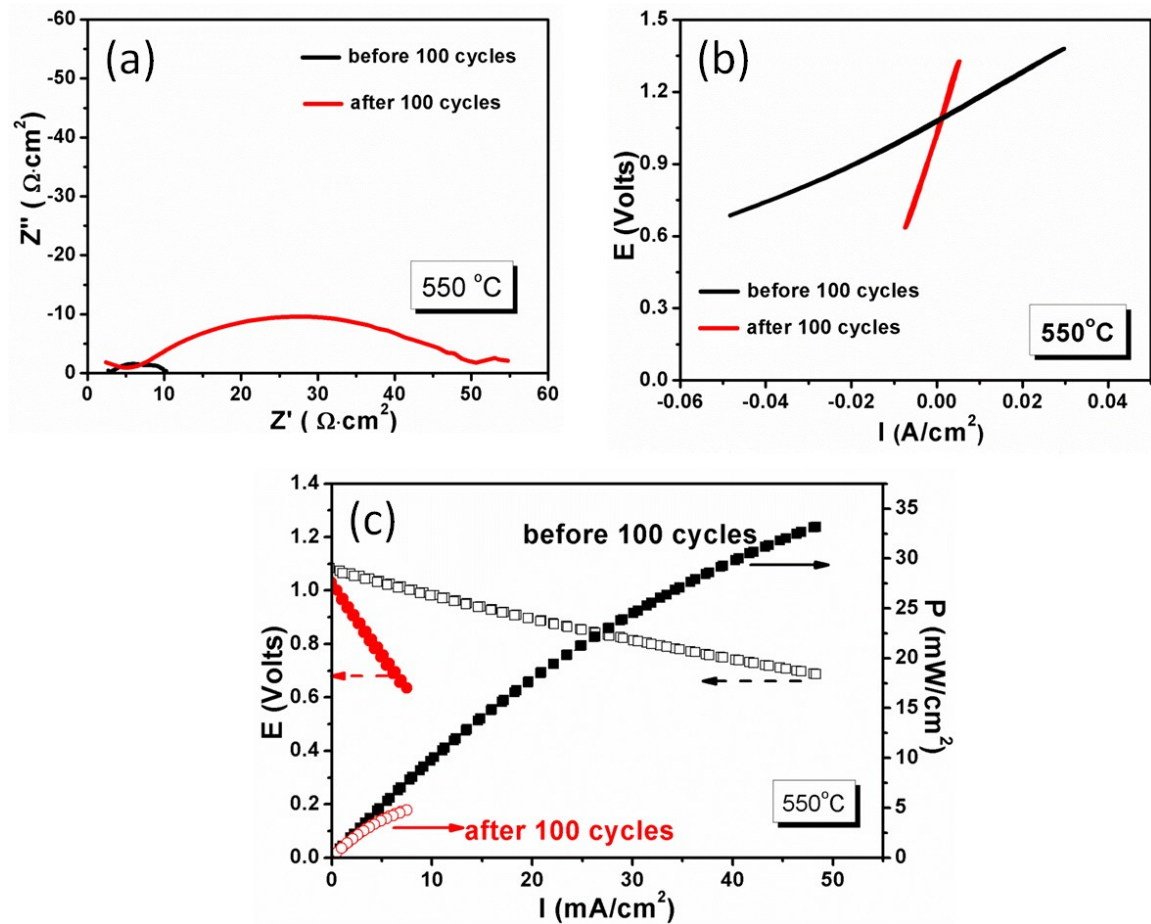 (a)
-60
-50
-40
-30
-20
-10
0
Z'' ( Ω·cm²)
before 100 cycles
after 100 cycles
550 °C
0 10 20 30 40 50 60
Z' ( Ω·cm²)
(b)
1.5
1.2
0.9
0.6
1.3
0.0
E (Volts)
before 100 cycles
after 100 cycles
550°C
-0.06 -0.04 -0.02 0.00 0.02 0.04
I (A/cm²)
(c)
1.4
1.2
1.0
0.8
0.6
0.4
0.2
0.0
E (Volts)
before 100 cycles
after 100 cycles
550°C
35
30
25
20
15
10
5
0
P (mW/cm²)
0 10 20 30 40 50
I (mA/cm²)